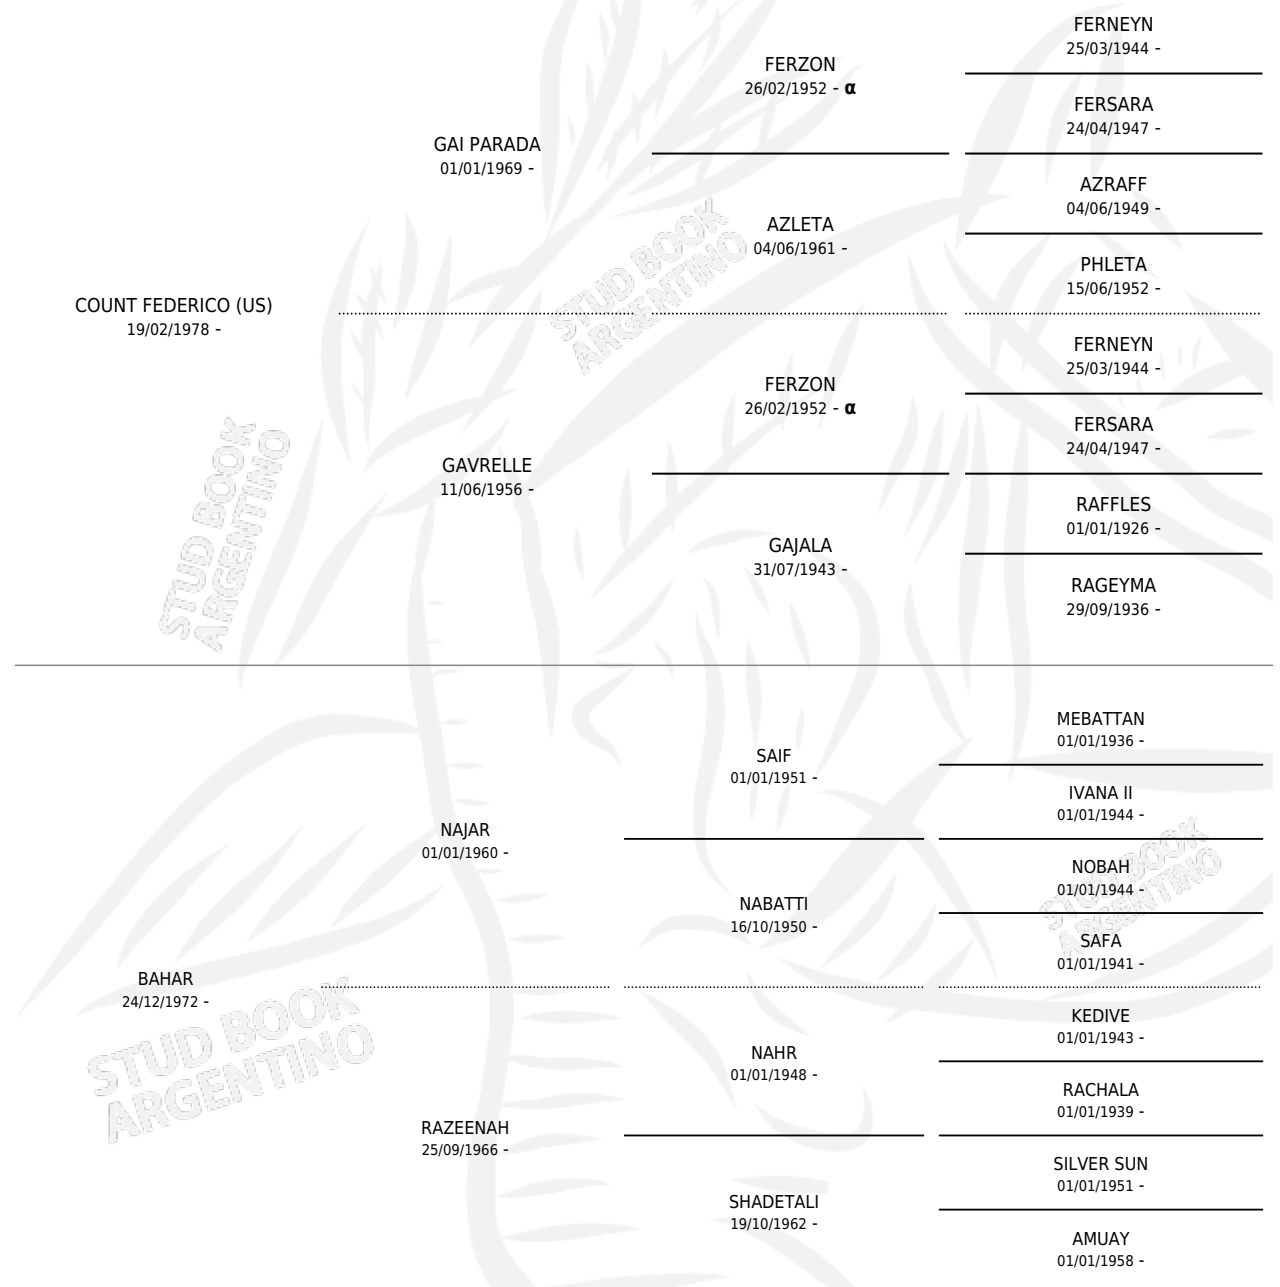 FERNEYN
25/03/1944 -
FERZON
26/02/1952 - α
FERSARA
24/04/1947 -
GAI PARADA
01/01/1969 -
AZRAFF
04/06/1949 -
AZLETA
04/06/1961 -
PHLETA
15/06/1952 -
COUNT FEDERICO (US)
19/02/1978 -
FERNEYN
25/03/1944 -
FERZON
26/02/1952 - α
FERSARA
24/04/1947 -
GAVRELLE
11/06/1956 -
RAFFLES
01/01/1926 -
GAJALA
31/07/1943 -
RAGEYMA
29/09/1936 -
MEBATTAN
01/01/1936 -
SAIF
01/01/1951 -
IVANA II
01/01/1944 -
NAJAR
01/01/1960 -
NOBAH
01/01/1944 -
NABATTI
16/10/1950 -
SAFA
01/01/1941 -
BAHAR
24/12/1972 -
KEDIVE
01/01/1943 -
NAHR
01/01/1948 -
RACHALA
01/01/1939 -
RAZEENAH
25/09/1966 -
SILVER SUN
01/01/1951 -
SHADETALI
19/10/1962 -
AMUAY
01/01/1958 -
STUD BOOK
ARGENTINO
STUD BOOK
ARGENTINO
STUD BOOK
ARGENTINO
STUD BOOK
ARGENTINO